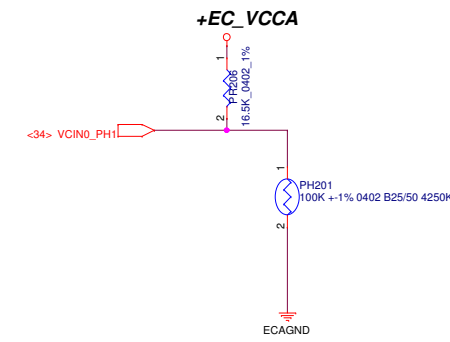 +EC_VCCA
1
PR206
16.5K_0402_1%
2
<34> VCIN0_PH1
1
PH201
100K +-1% 0402 B25/50 4250K
2
ECAGND